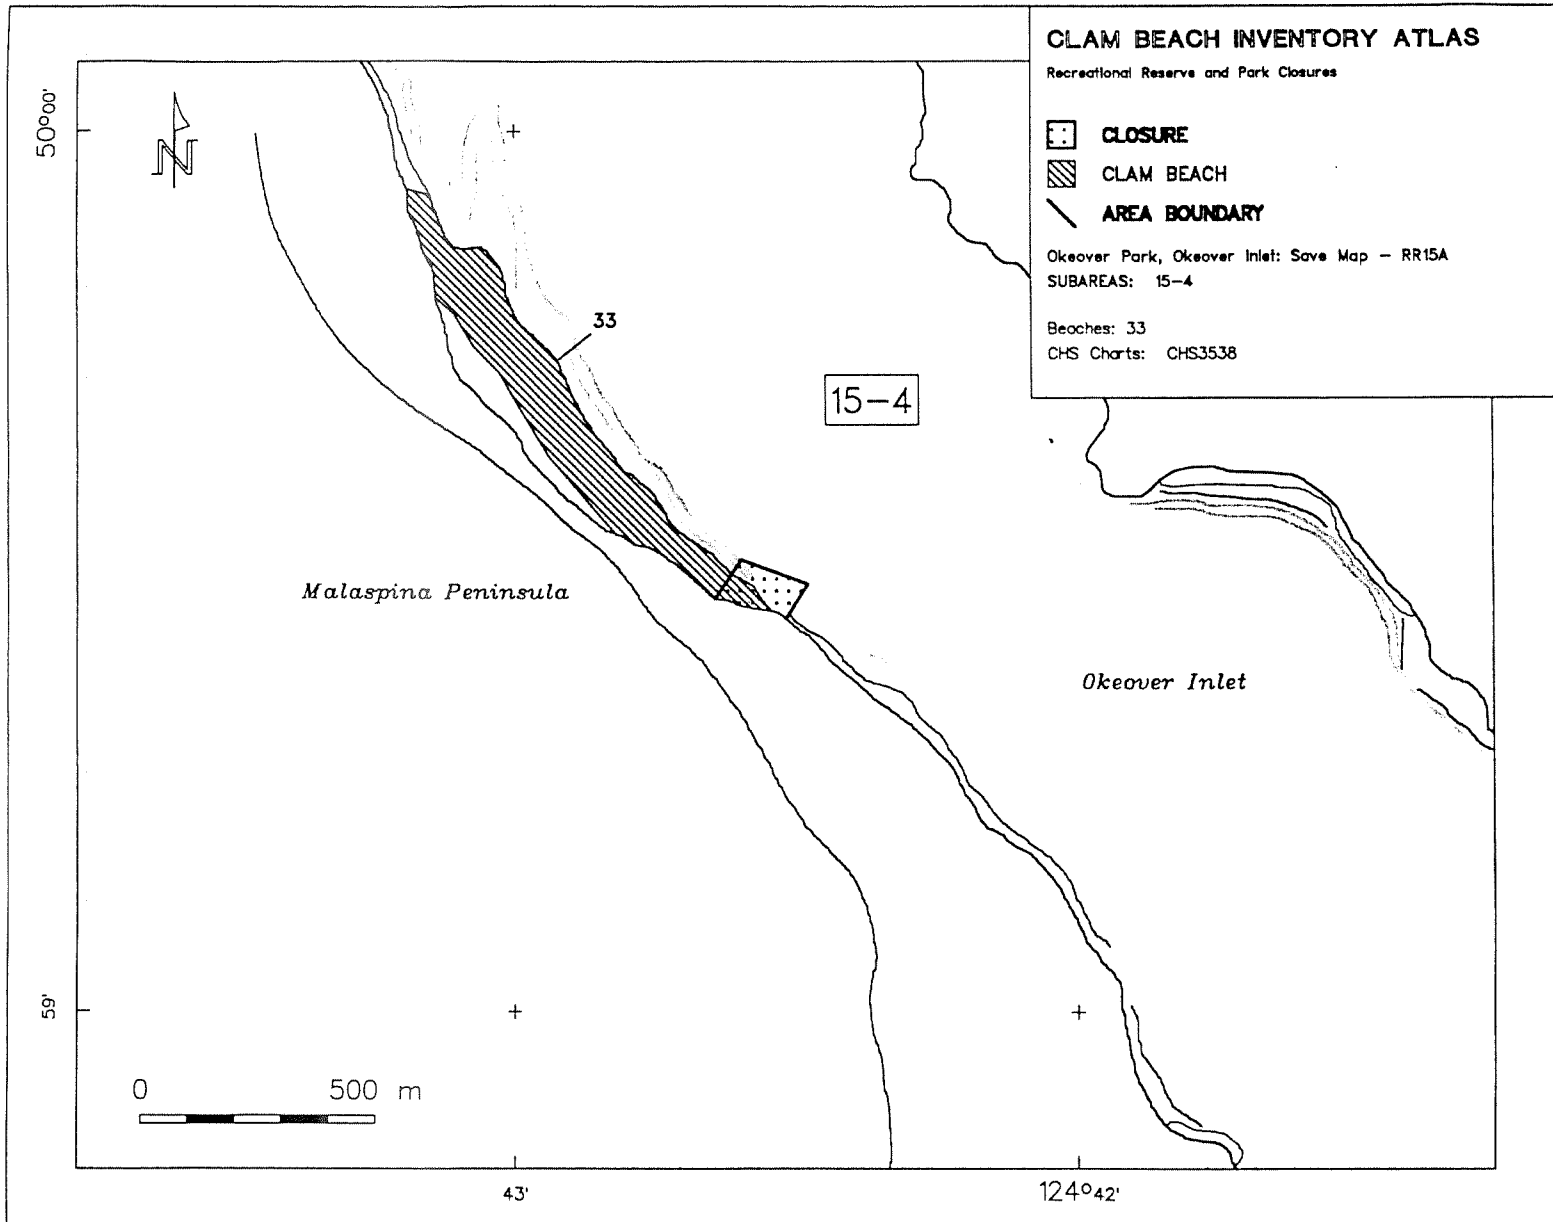 CLAM BEACH INVENTORY ATLAS
Recreational Reserve and Park Closures
CLOSURE
CLAM BEACH
AREA BOUNDARY
Okeover Park, Okeover Inlet: Save Map – RR15A
SUBAREAS: 15–4
Beaches: 33
CHS Charts: CHS3538
50°00'
N
33
15–4
Malaspina Peninsula
Okeover Inlet
59'
0 500 m
43'
124°42'